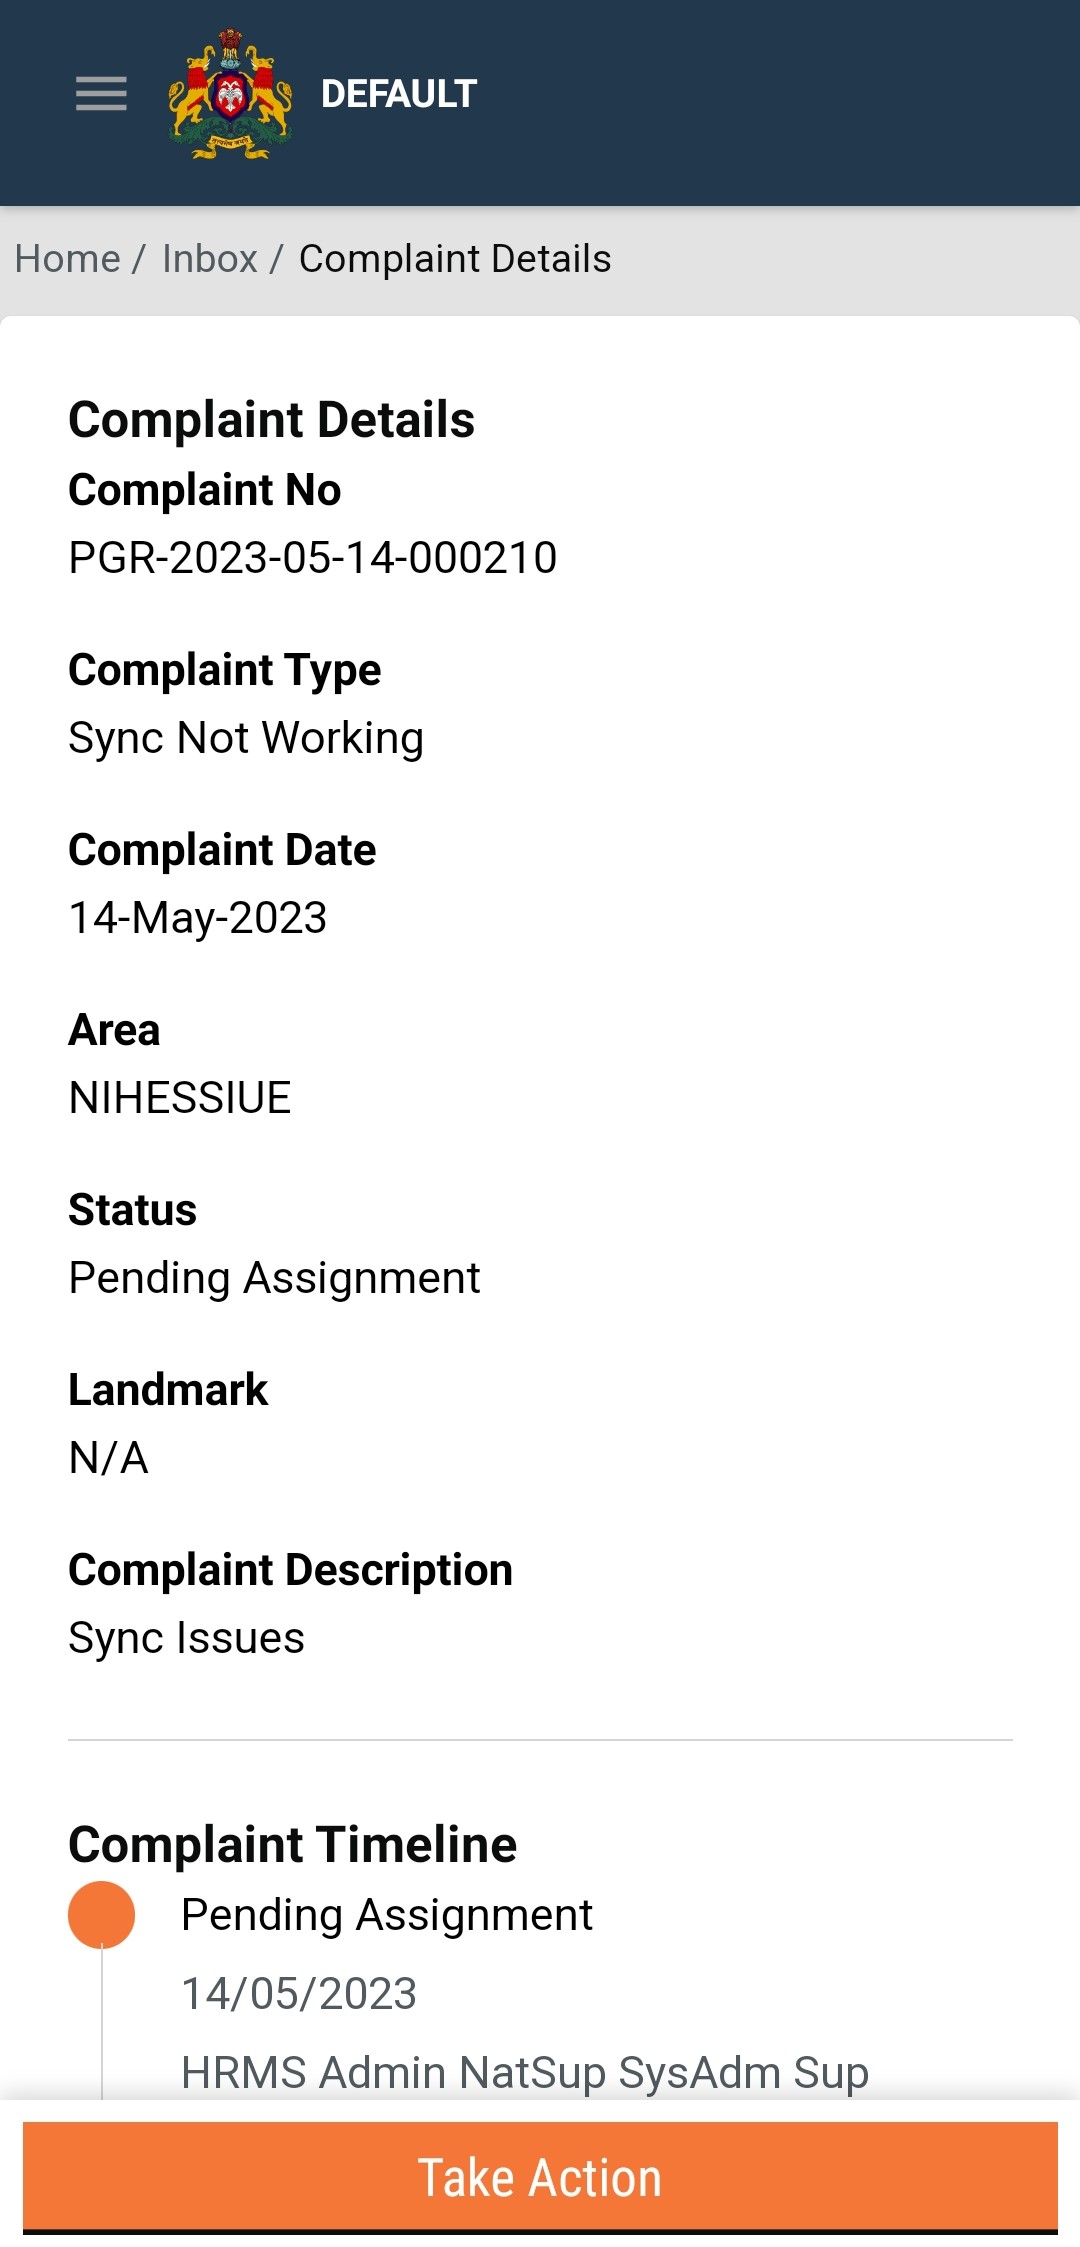 DEFAULT
Home / Inbox / Complaint Details
Complaint Details
Complaint No
PGR-2023-05-14-000210
Complaint Type
Sync Not Working
Complaint Date
14-May-2023
Area
NIHESSIUE
Status
Pending Assignment
Landmark
N/A
Complaint Description
Sync Issues
Complaint Timeline
Pending Assignment
14/05/2023
HRMS Admin NatSup SysAdm Sup
Take Action